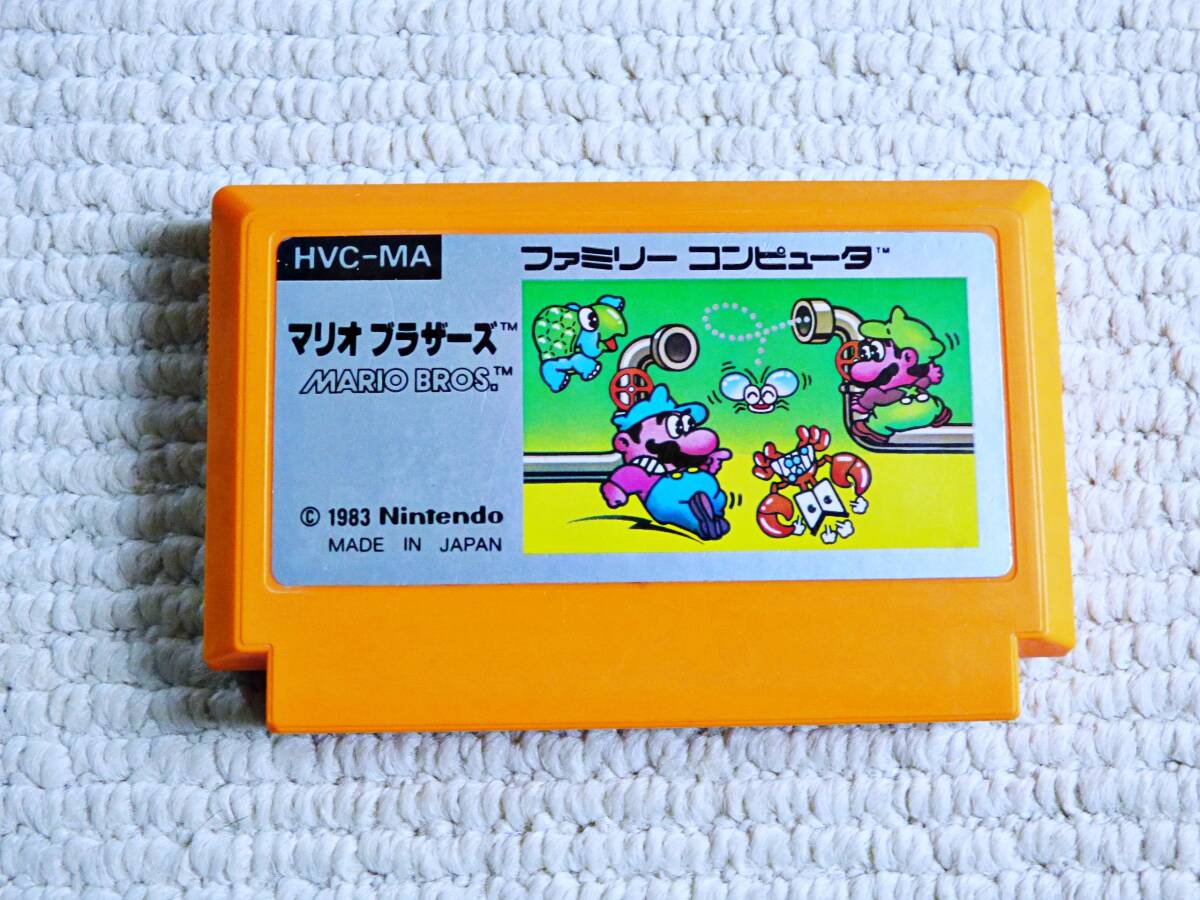 HVC-MA
ファミリー コンピュータ™
マリオ ブラザーズ™
MARIO BROS.™
© 1983 Nintendo
MADE IN JAPAN